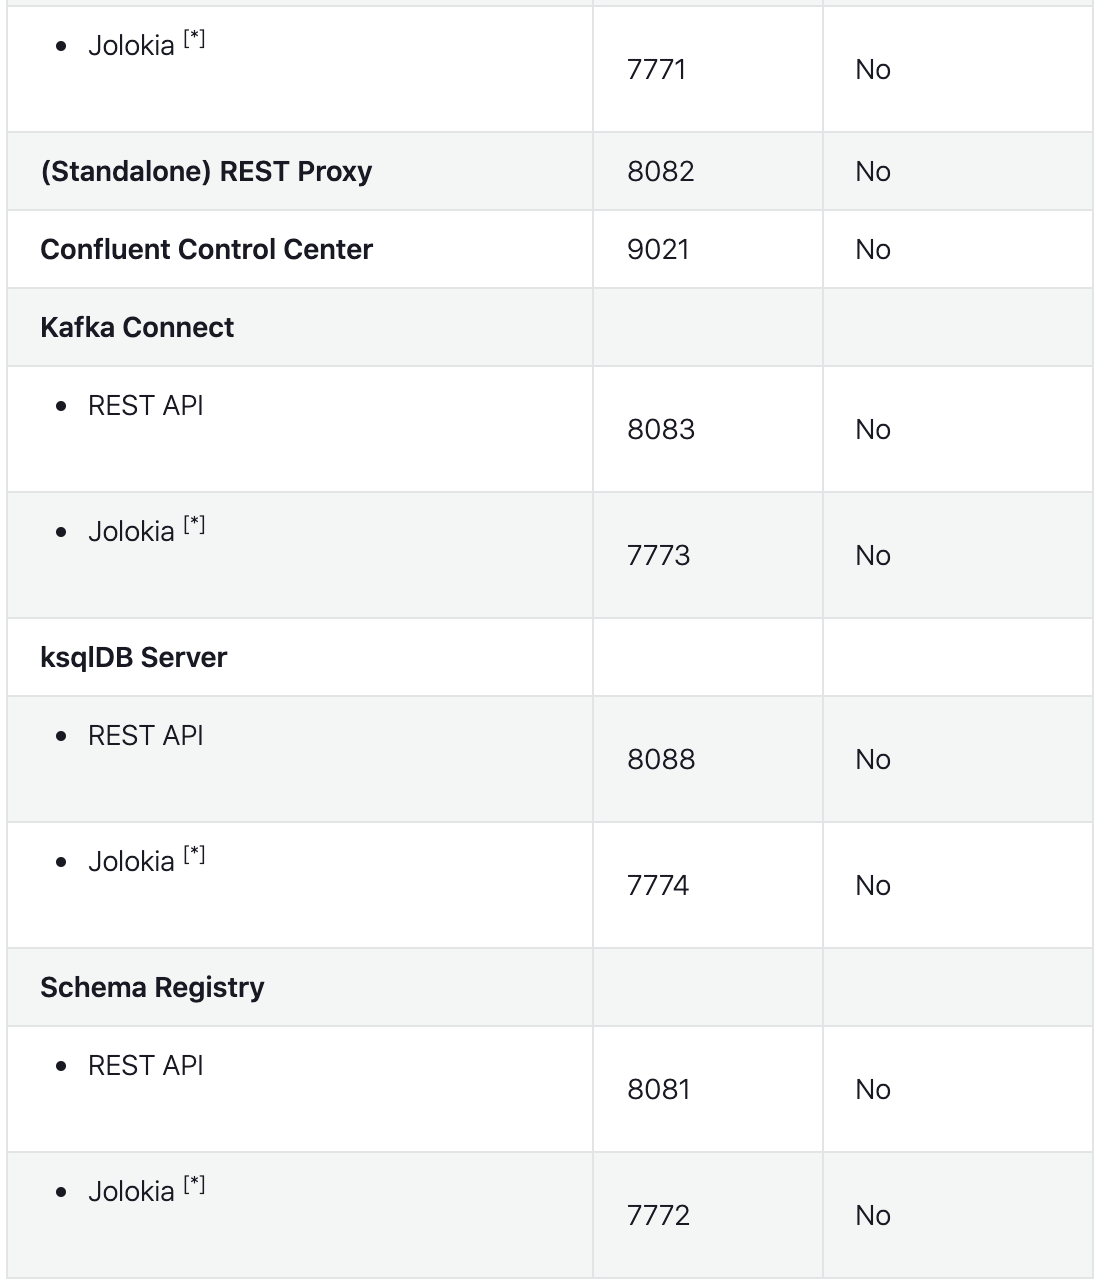 • Jolokia [*] 7771 No
(Standalone) REST Proxy 8082 No
Confluent Control Center 9021 No
Kafka Connect
• REST API 8083 No
• Jolokia [*] 7773 No
ksqlDB Server
• REST API 8088 No
• Jolokia [*] 7774 No
Schema Registry
• REST API 8081 No
• Jolokia [*] 7772 No